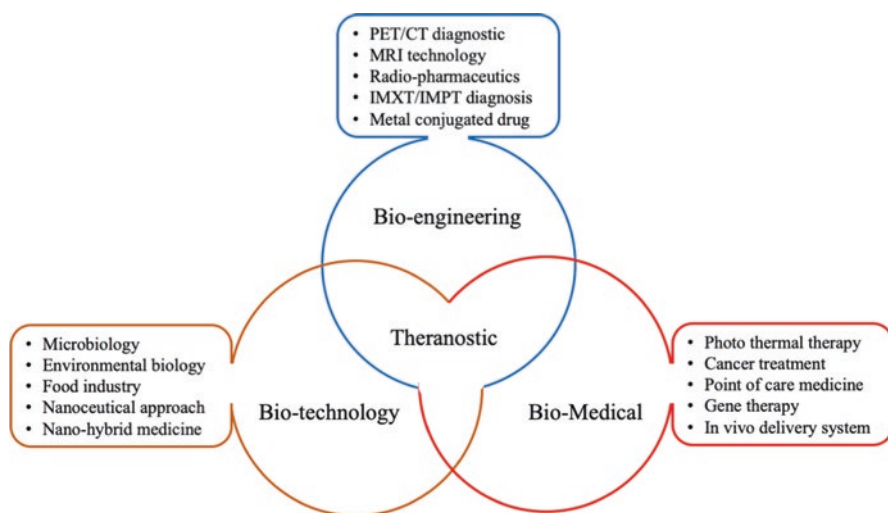 • PET/CT diagnostic
• MRI technology
• Radio-pharmaceutics
• IMXT/IMPT diagnosis
• Metal conjugated drug
Bio-engineering
Theranostic
• Microbiology
• Environmental biology
• Food industry
• Nanoceutical approach
• Nano-hybrid medicine
Bio-technology
Bio-Medical
• Photo thermal therapy
• Cancer treatment
• Point of care medicine
• Gene therapy
• In vivo delivery system